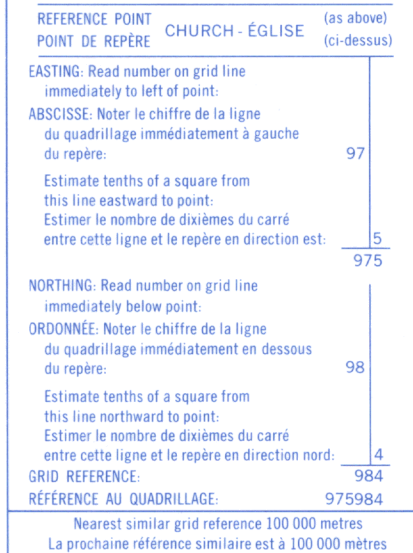 REFERENCE POINT CHURCH - ÉGLISE (as above)
POINT DE REPÈRE (ci-dessus)
EASTING: Read number on grid line
immediately to left of point:
ABSCISSE: Noter le chiffre de la ligne
du quadrillage immédiatement à gauche
du repère: 97
Estimate tenths of a square from
this line eastward to point:
Estimer le nombre de dixièmes du carré
entre cette ligne et le repère en direction est: 5
975
NORTHING: Read number on grid line
immediately below point:
ORDONNÉE: Noter le chiffre de la ligne
du quadrillage immédiatement en dessous
du repère: 98
Estimate tenths of a square from
this line northward to point:
Estimer le nombre de dixièmes du carré
entre cette ligne et le repère en direction nord: 4
GRID REFERENCE: 984
RÉFÉRENCE AU QUADRILLAGE: 975984
Nearest similar grid reference 100 000 metres
La prochaine référence similaire est à 100 000 mètres